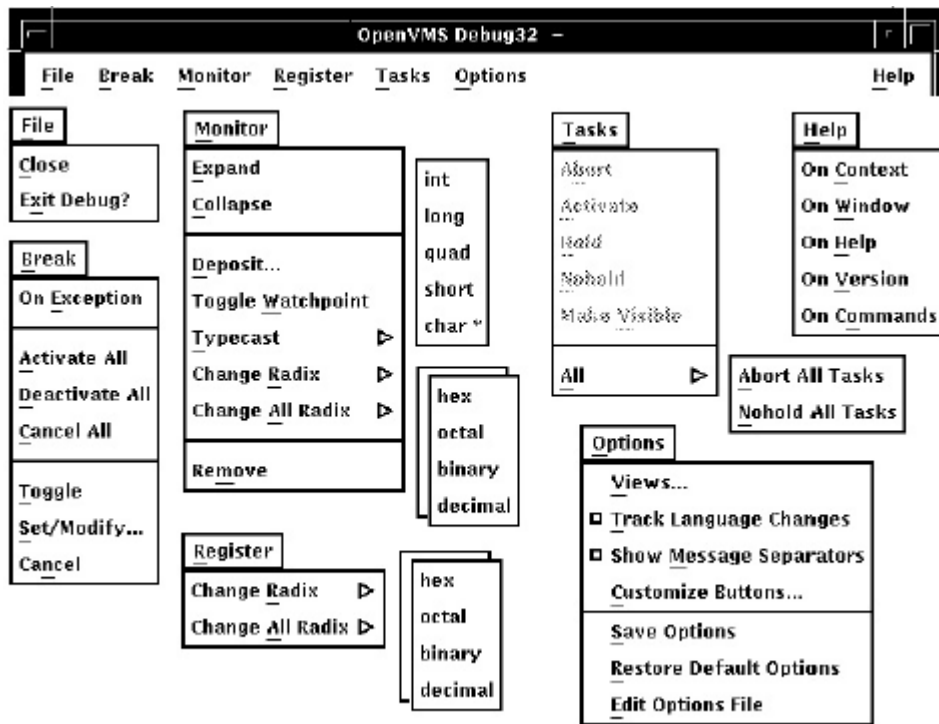 OpenVMS Debug32 -
File Break Monitor Register Tasks Options Help
File
Close
Exit Debug?
Break
On Exception
Activate All
Deactivate All
Cancel All
Toggle
Set/Modify...
Cancel
Monitor
Expand
Collapse
Deposit...
Toggle Watchpoint
Typecast
Change Radix
Change All Radix
Remove
int
long
quad
short
char *
hex
octal
binary
decimal
Register
Change Radix
Change All Radix
hex
octal
binary
decimal
Tasks
Abort
Activate
Hold
Nohold
Make Visible
All
Abort All Tasks
Nohold All Tasks
Help
On Context
On Window
On Help
On Version
On Commands
Options
Views...
Track Language Changes
Show Message Separators
Customize Buttons...
Save Options
Restore Default Options
Edit Options File